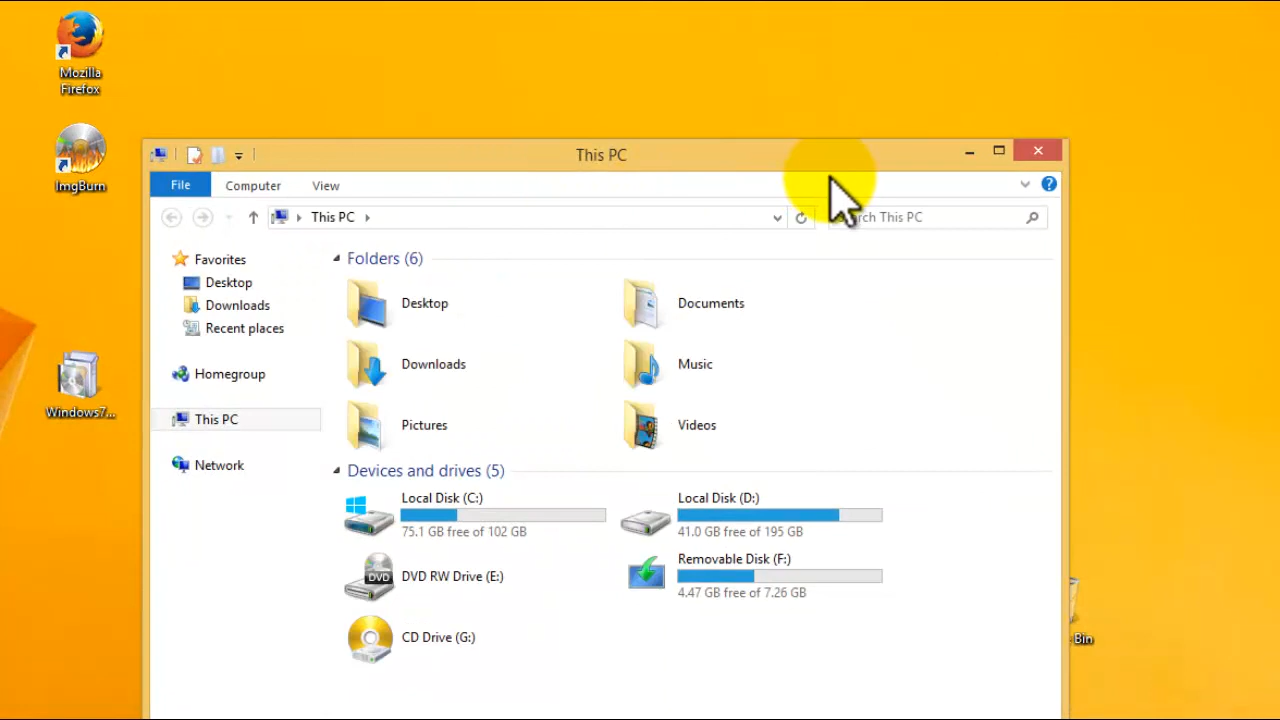 Mozilla
Firefox
ImgBurn
Windows7...
This PC
File
Computer
View
This PC
rch This PC
Favorites
Desktop
Downloads
Recent places
Homegroup
This PC
Network
Folders (6)
Desktop
Documents
Downloads
Music
Pictures
Videos
Devices and drives (5)
Local Disk (C:)
75.1 GB free of 102 GB
Local Disk (D:)
41.0 GB free of 195 GB
DVD
DVD RW Drive (E:)
Removable Disk (F:)
4.47 GB free of 7.26 GB
CD Drive (G:)
Bin